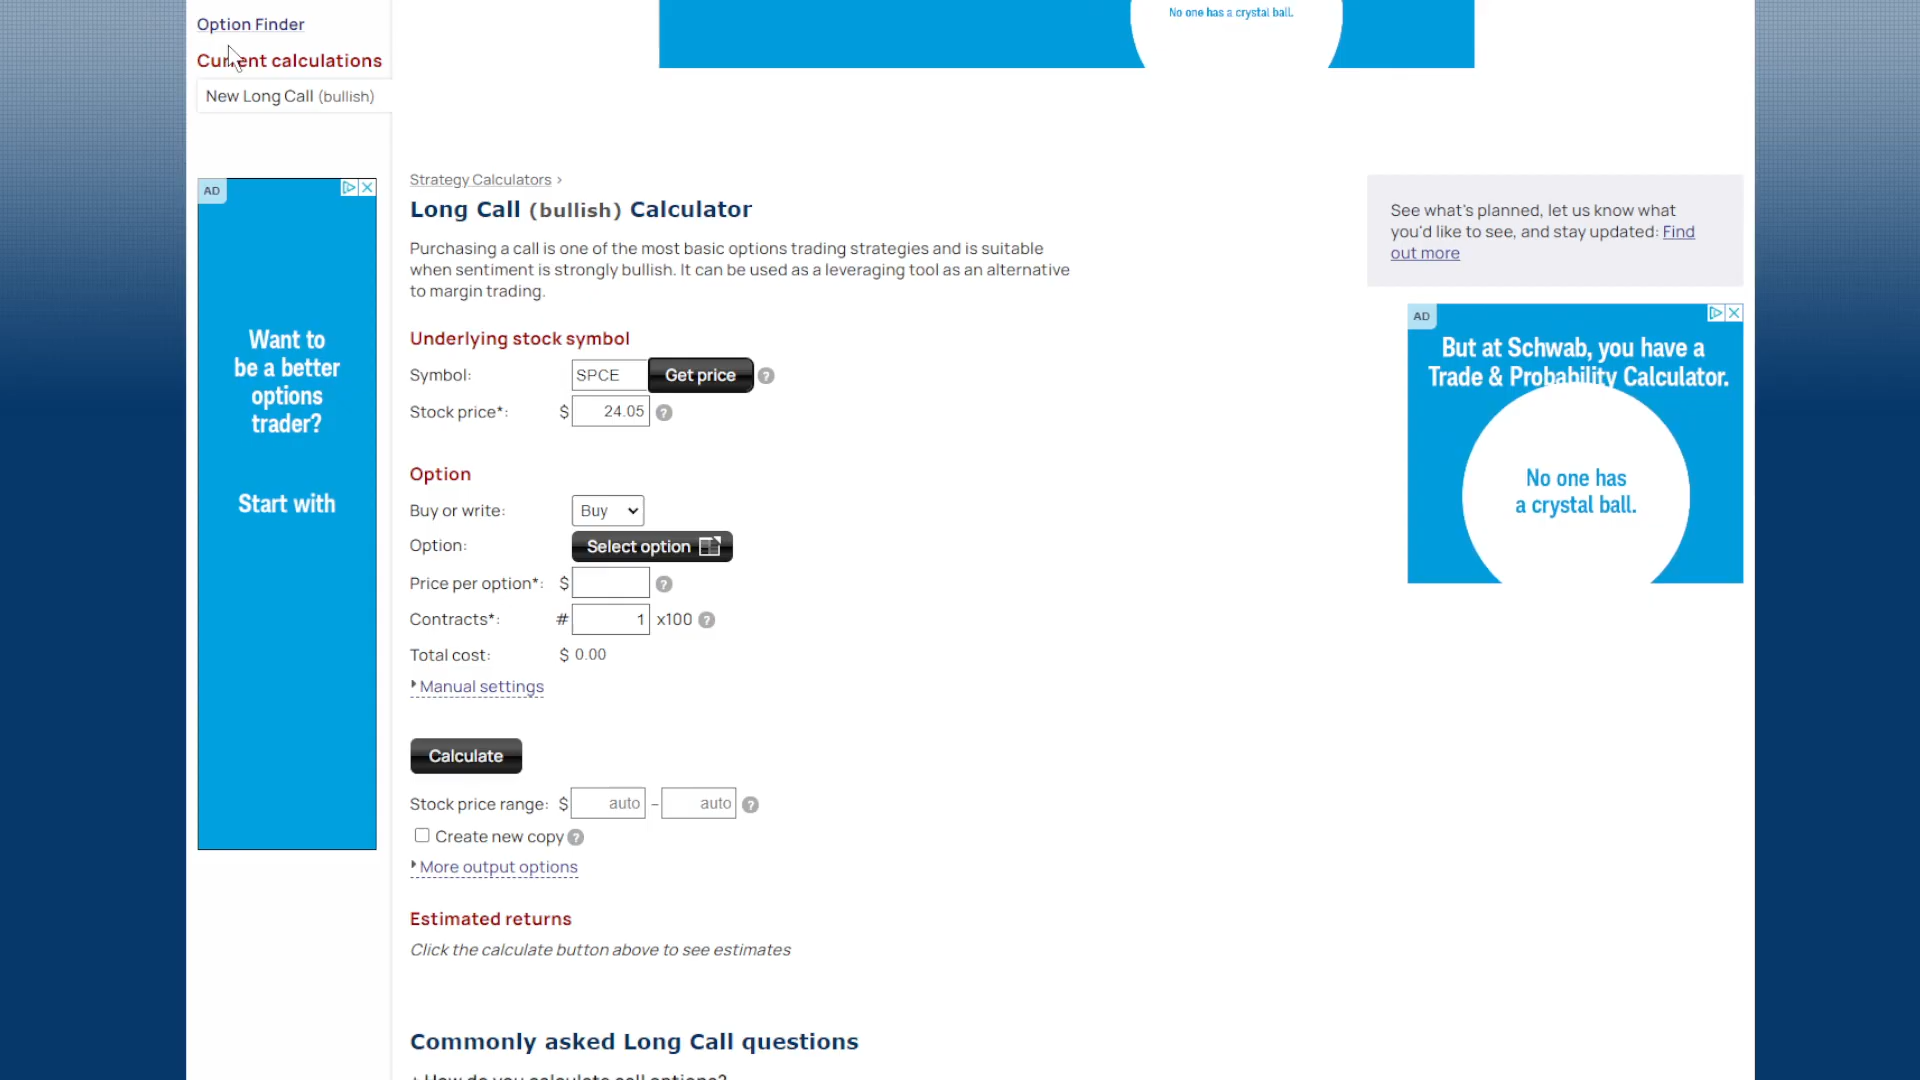 Option Finder
Current calculations
New Long Call (bullish)
No one has a crystal ball.
AD
Want to
be a better
options
trader?
Start with
Strategy Calculators ›
Long Call (bullish) Calculator
Purchasing a call is one of the most basic options trading strategies and is suitable
when sentiment is strongly bullish. It can be used as a leveraging tool as an alternative
to margin trading.
Underlying stock symbol
Symbol: SPCE Get price ?
Stock price*: $ 24.05 ?
Option
Buy or write: Buy
Option: Select option
Price per option*: $ ?
Contracts*: # 1 x100 ?
Total cost: $ 0.00
Manual settings
Calculate
Stock price range: $ auto – auto ?
Create new copy ?
More output options
Estimated returns
Click the calculate button above to see estimates
Commonly asked Long Call questions
How do you calculate call options?
See what's planned, let us know what
you'd like to see, and stay updated: Find
out more
AD
But at Schwab, you have a
Trade & Probability Calculator.
No one has
a crystal ball.